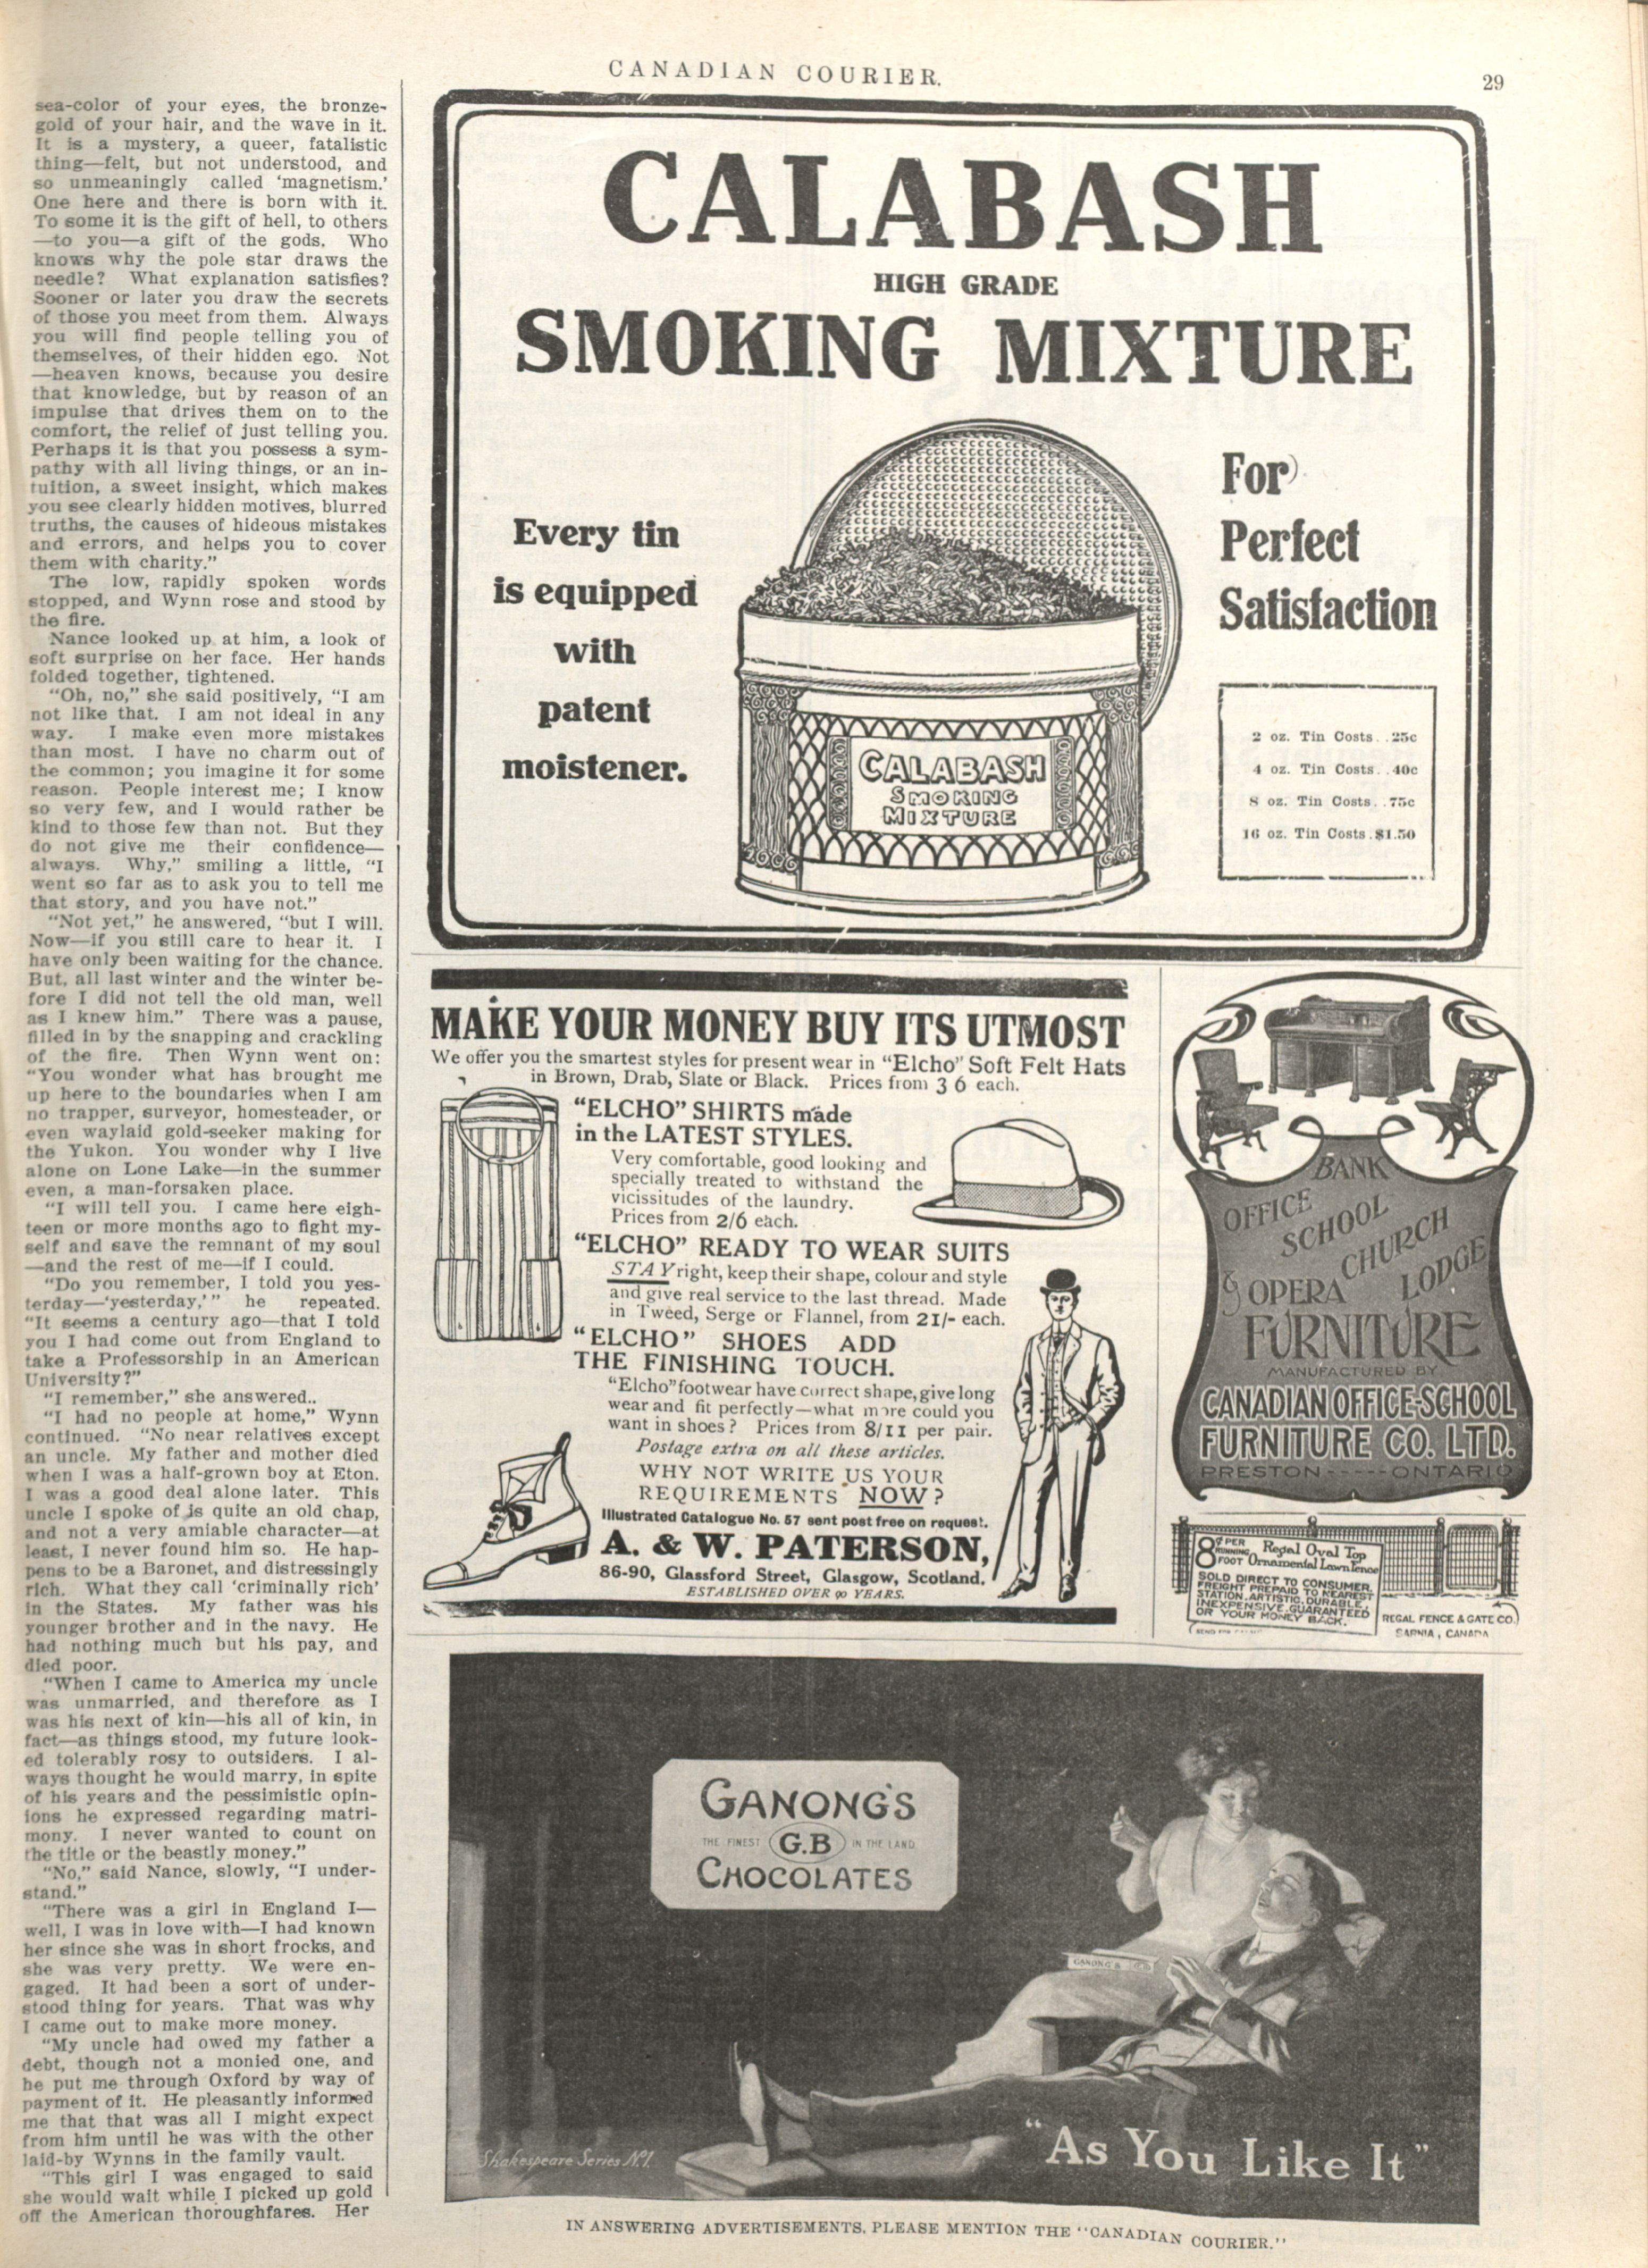 CANADIAN COURIER.
29
sea-color of your eyes, the bronze-
gold of your hair, and the wave in it.
It is a mystery, a queer, fatalistic
thing—felt, but not understood, and
so unmeaningly called ‘magnetism.’
One here and there is born with it.
To some it is the gift of hell, to others
—to you—a gift of the gods. Who
knows why the pole star draws the
needle? What explanation satisfies?
Sooner or later you draw the secrets
of those you meet from them. Always
you will find people telling you of
themselves, of their hidden ego. Not
—heaven knows, because you desire
that knowledge, but by reason of an
impulse that drives them on to the
comfort, the relief of just telling you.
Perhaps it is that you possess a sym-
pathy with all living things, or an in-
tuition, a sweet insight, which makes
you see clearly hidden motives, blurred
truths, the causes of hideous mistakes
and errors, and helps you to cover
them with charity.”
The low, rapidly spoken words
stopped, and Wynn rose and stood by
the fire.
Nance looked up at him, a look of
soft surprise on her face. Her hands
folded together, tightened.
“Oh, no,” she said positively, “I am
not like that. I am not ideal in any
way. I make even more mistakes
than most. I have no charm out of
the common; you imagine it for some
reason. People interest me; I know
so very few, and I would rather be
kind to those few than not. But they
do not give me their confidence—
always. Why,” smiling a little, “I
went so far as to ask you to tell me
that story, and you have not.”
“Not yet,” he answered, “but I will.
Now—if you still care to hear it. I
have only been waiting for the chance.
But, all last winter and the winter be-
fore I did not tell the old man, well
as I knew him.” There was a pause,
filled in by the snapping and crackling
of the fire. Then Wynn went on:
“You wonder what has brought me
up here to the boundaries when I am
no trapper, surveyor, homesteader, or
even waylaid gold-seeker making for
the Yukon. You wonder why I live
alone on Lone Lake—in the summer
even, a man-forsaken place.
“I will tell you. I came here eigh-
teen or more months ago to fight my-
self and save the remnant of my soul
—and the rest of me—if I could.
“Do you remember, I told you yes-
terday—‘yesterday,’” he repeated.
“It seems a century ago—that I told
you I had come out from England to
take a Professorship in an American
University?”
“I remember,” she answered..
“I had no people at home,” Wynn
continued. “No near relatives except
an uncle. My father and mother died
when I was a half-grown boy at Eton.
I was a good deal alone later. This
uncle I spoke of is quite an old chap,
and not a very amiable character—at
least, I never found him so. He hap-
pens to be a Baronet, and distressingly
rich. What they call ‘criminally rich’
in the States. My father was his
younger brother and in the navy. He
had nothing much but his pay, and
died poor.
“When I came to America my uncle
was unmarried, and therefore as I
was his next of kin—his all of kin, in
fact—as things stood, my future look-
ed tolerably rosy to outsiders. I al-
ways thought he would marry, in spite
of his years and the pessimistic opin-
ions he expressed regarding matri-
mony. I never wanted to count on
the title or the beastly money.”
“No,” said Nance, slowly, “I under-
stand.”
“There was a girl in England I—
well, I was in love with—I had known
her since she was in short frocks, and
she was very pretty. We were en-
gaged. It had been a sort of under-
stood thing for years. That was why
I came out to make more money.
“My uncle had owed my father a
debt, though not a monied one, and
he put me through Oxford by way of
payment of it. He pleasantly informed
me that that was all I might expect
from him until he was with the other
laid-by Wynns in the family vault.
“This girl I was engaged to said
she would wait while I picked up gold
off the American thoroughfares. Her
CALABASH
HIGH GRADE
SMOKING MIXTURE
Every tin
is equipped
with
patent
moistener.
CALABASH
SMOKING
MIXTURE
For
Perfect
Satisfaction
2 oz. Tin Costs..25c
4 oz. Tin Costs..40c
8 oz. Tin Costs..75c
16 oz. Tin Costs.$1.50
MAKE YOUR MONEY BUY ITS UTMOST
We offer you the smartest styles for present wear in “Elcho” Soft Felt Hats
in Brown, Drab, Slate or Black. Prices from 3 6 each.
“ELCHO” SHIRTS made
in the LATEST STYLES.
Very comfortable, good looking and
specially treated to withstand the
vicissitudes of the laundry.
Prices from 2/6 each.
“ELCHO” READY TO WEAR SUITS
STAY right, keep their shape, colour and style
and give real service to the last thread. Made
in Tweed, Serge or Flannel, from 21/- each.
“ELCHO” SHOES ADD
THE FINISHING TOUCH.
“Elcho” footwear have correct shape, give long
wear and fit perfectly—what more could you
want in shoes? Prices from 8/11 per pair.
Postage extra on all these articles.
WHY NOT WRITE US YOUR
REQUIREMENTS NOW?
Illustrated Catalogue No. 57 sent post free on request.
A. & W. PATERSON,
86-90, Glassford Street, Glasgow, Scotland.
ESTABLISHED OVER 90 YEARS.
BANK
OFFICE
SCHOOL
CHURCH
LODGE
& OPERA
FURNITURE
MANUFACTURED BY
CANADIAN OFFICE-SCHOOL
FURNITURE CO. LTD.
PRESTON-----ONTARIO
8 ¢ PER RUNNING FOOT
Regal Oval Top
Ornamental Lawn Fence
SOLD DIRECT TO CONSUMER.
FREIGHT PREPAID TO NEAREST
STATION. ARTISTIC. DURABLE.
INEXPENSIVE. GUARANTEED
OR YOUR MONEY BACK.
REGAL FENCE & GATE CO.
SARNIA, CANADA
GANONG'S
THE FINEST G.B IN THE LAND
CHOCOLATES
GANONG'S G.B.
Shakespeare Series No 1.
“As You Like It”
IN ANSWERING ADVERTISEMENTS, PLEASE MENTION THE “CANADIAN COURIER.”